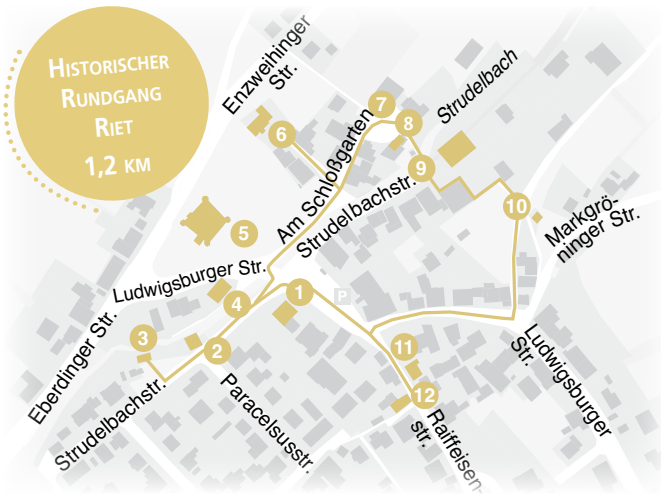 Historischer
Rundgang
Riet
1,2 km
Enzweihinger
Str.
Strudelbach
7
8
6
Am Schloßgarten
9
Strudelbachstr.
10
Markgrö-
ninger Str.
5
Ludwigsburger Str.
1
P
4
3
2
11
12
Eberdinger Str.
Strudelbachstr.
Paracelsusstr.
Raiffeisen-
str.
Ludwigsburger
Str.